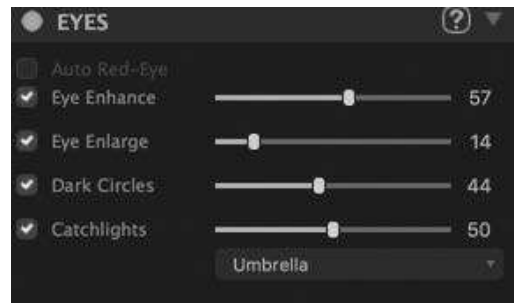 EYES ?
Auto Red-Eye
Eye Enhance 57
Eye Enlarge 14
Dark Circles 44
Catchlights 50
Umbrella